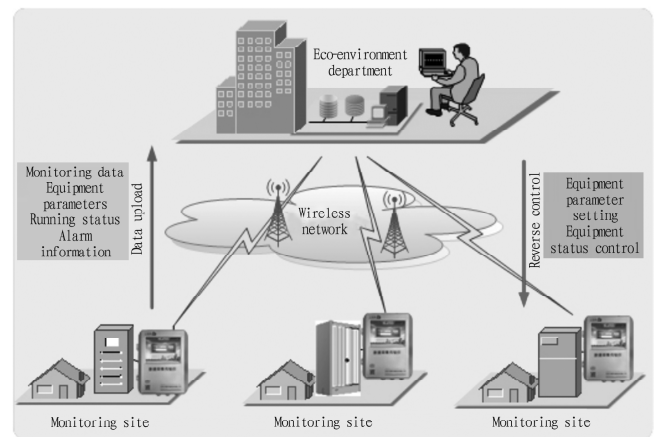 Eco-environment
department
Monitoring data
Equipment
parameters
Running status
Alarm
information
Data upload
Wireless
network
Reverse control
Equipment
parameter
setting
Equipment
status control
Monitoring site
Monitoring site
Monitoring site